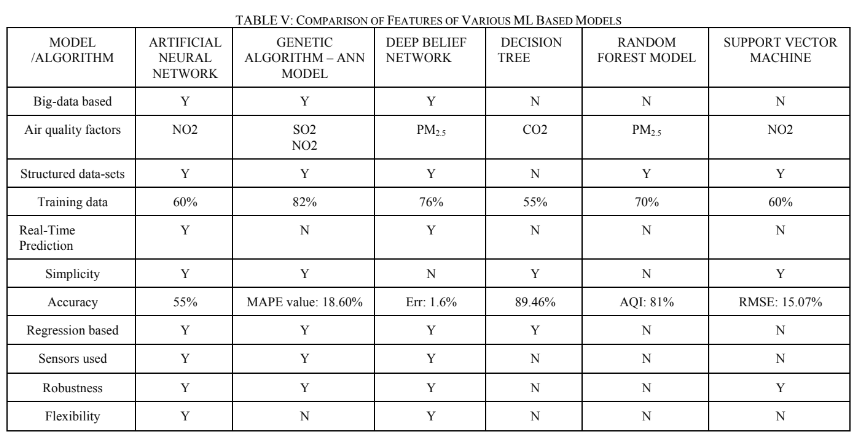 TABLE V: COMPARISON OF FEATURES OF VARIOUS ML BASED MODELS
MODEL /ALGORITHM ARTIFICIAL NEURAL NETWORK GENETIC ALGORITHM – ANN MODEL DEEP BELIEF NETWORK DECISION TREE RANDOM FOREST MODEL SUPPORT VECTOR MACHINE
Big-data based Y Y Y N N N
Air quality factors NO2 SO2 NO2 PM2.5 CO2 PM2.5 NO2
Structured data-sets Y Y Y N Y Y
Training data 60% 82% 76% 55% 70% 60%
Real-Time Prediction Y N Y N N N
Simplicity Y Y N Y N Y
Accuracy 55% MAPE value: 18.60% Err: 1.6% 89.46% AQI: 81% RMSE: 15.07%
Regression based Y Y Y Y N N
Sensors used Y Y Y N N N
Robustness Y Y Y N N Y
Flexibility Y N Y N N N